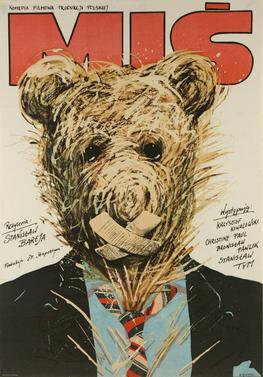 KOMEDIA FILMOWA PRODUKCJI POLSKIEJ
MIŚ
Reżyseria:
STANISŁAW
BAREJA
Występują:
KRZYSZTOF
KOWALEWSKI
CHRISTINE PAUL
BRONISŁAW
PAWLIK
STANISŁAW
TYM